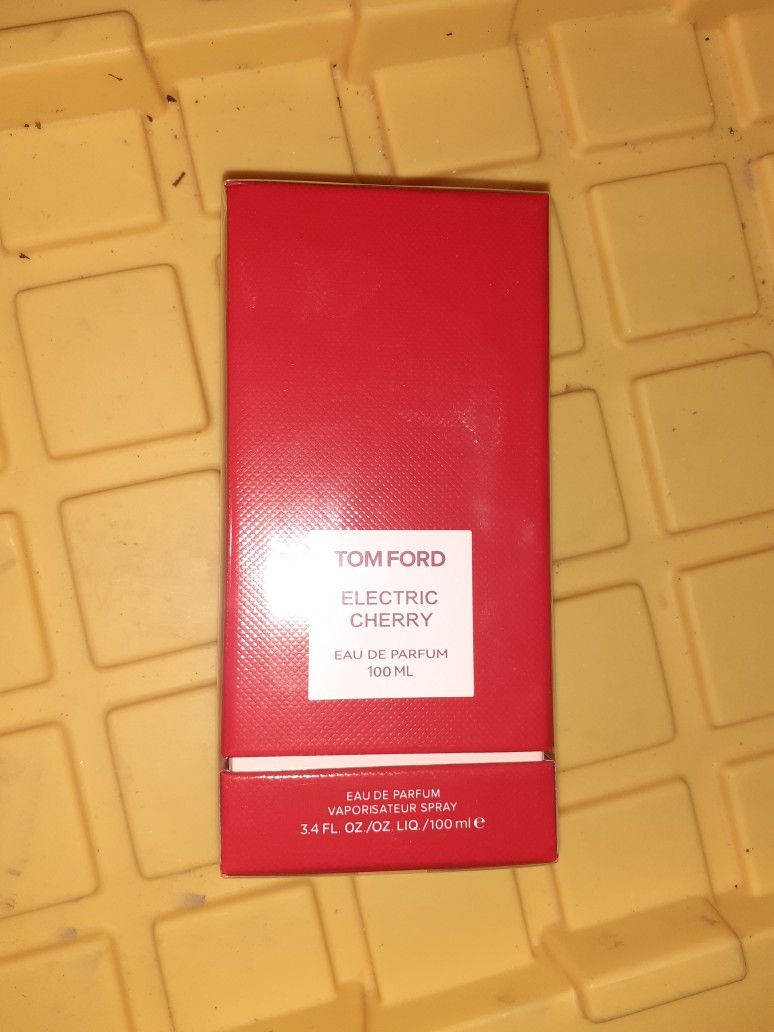 TOM FORD
ELECTRIC
CHERRY
EAU DE PARFUM
100 ML
EAU DE PARFUM
VAPORISATEUR SPRAY
3.4 FL. OZ./OZ. LIQ./100 ml ℮